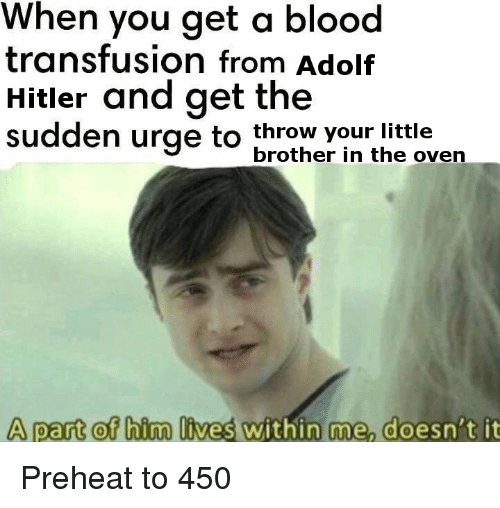 When you get a blood
transfusion from Adolf
Hitler and get the
sudden urge to throw your little
brother in the oven
A part of him lives within me, doesn't it
Preheat to 450